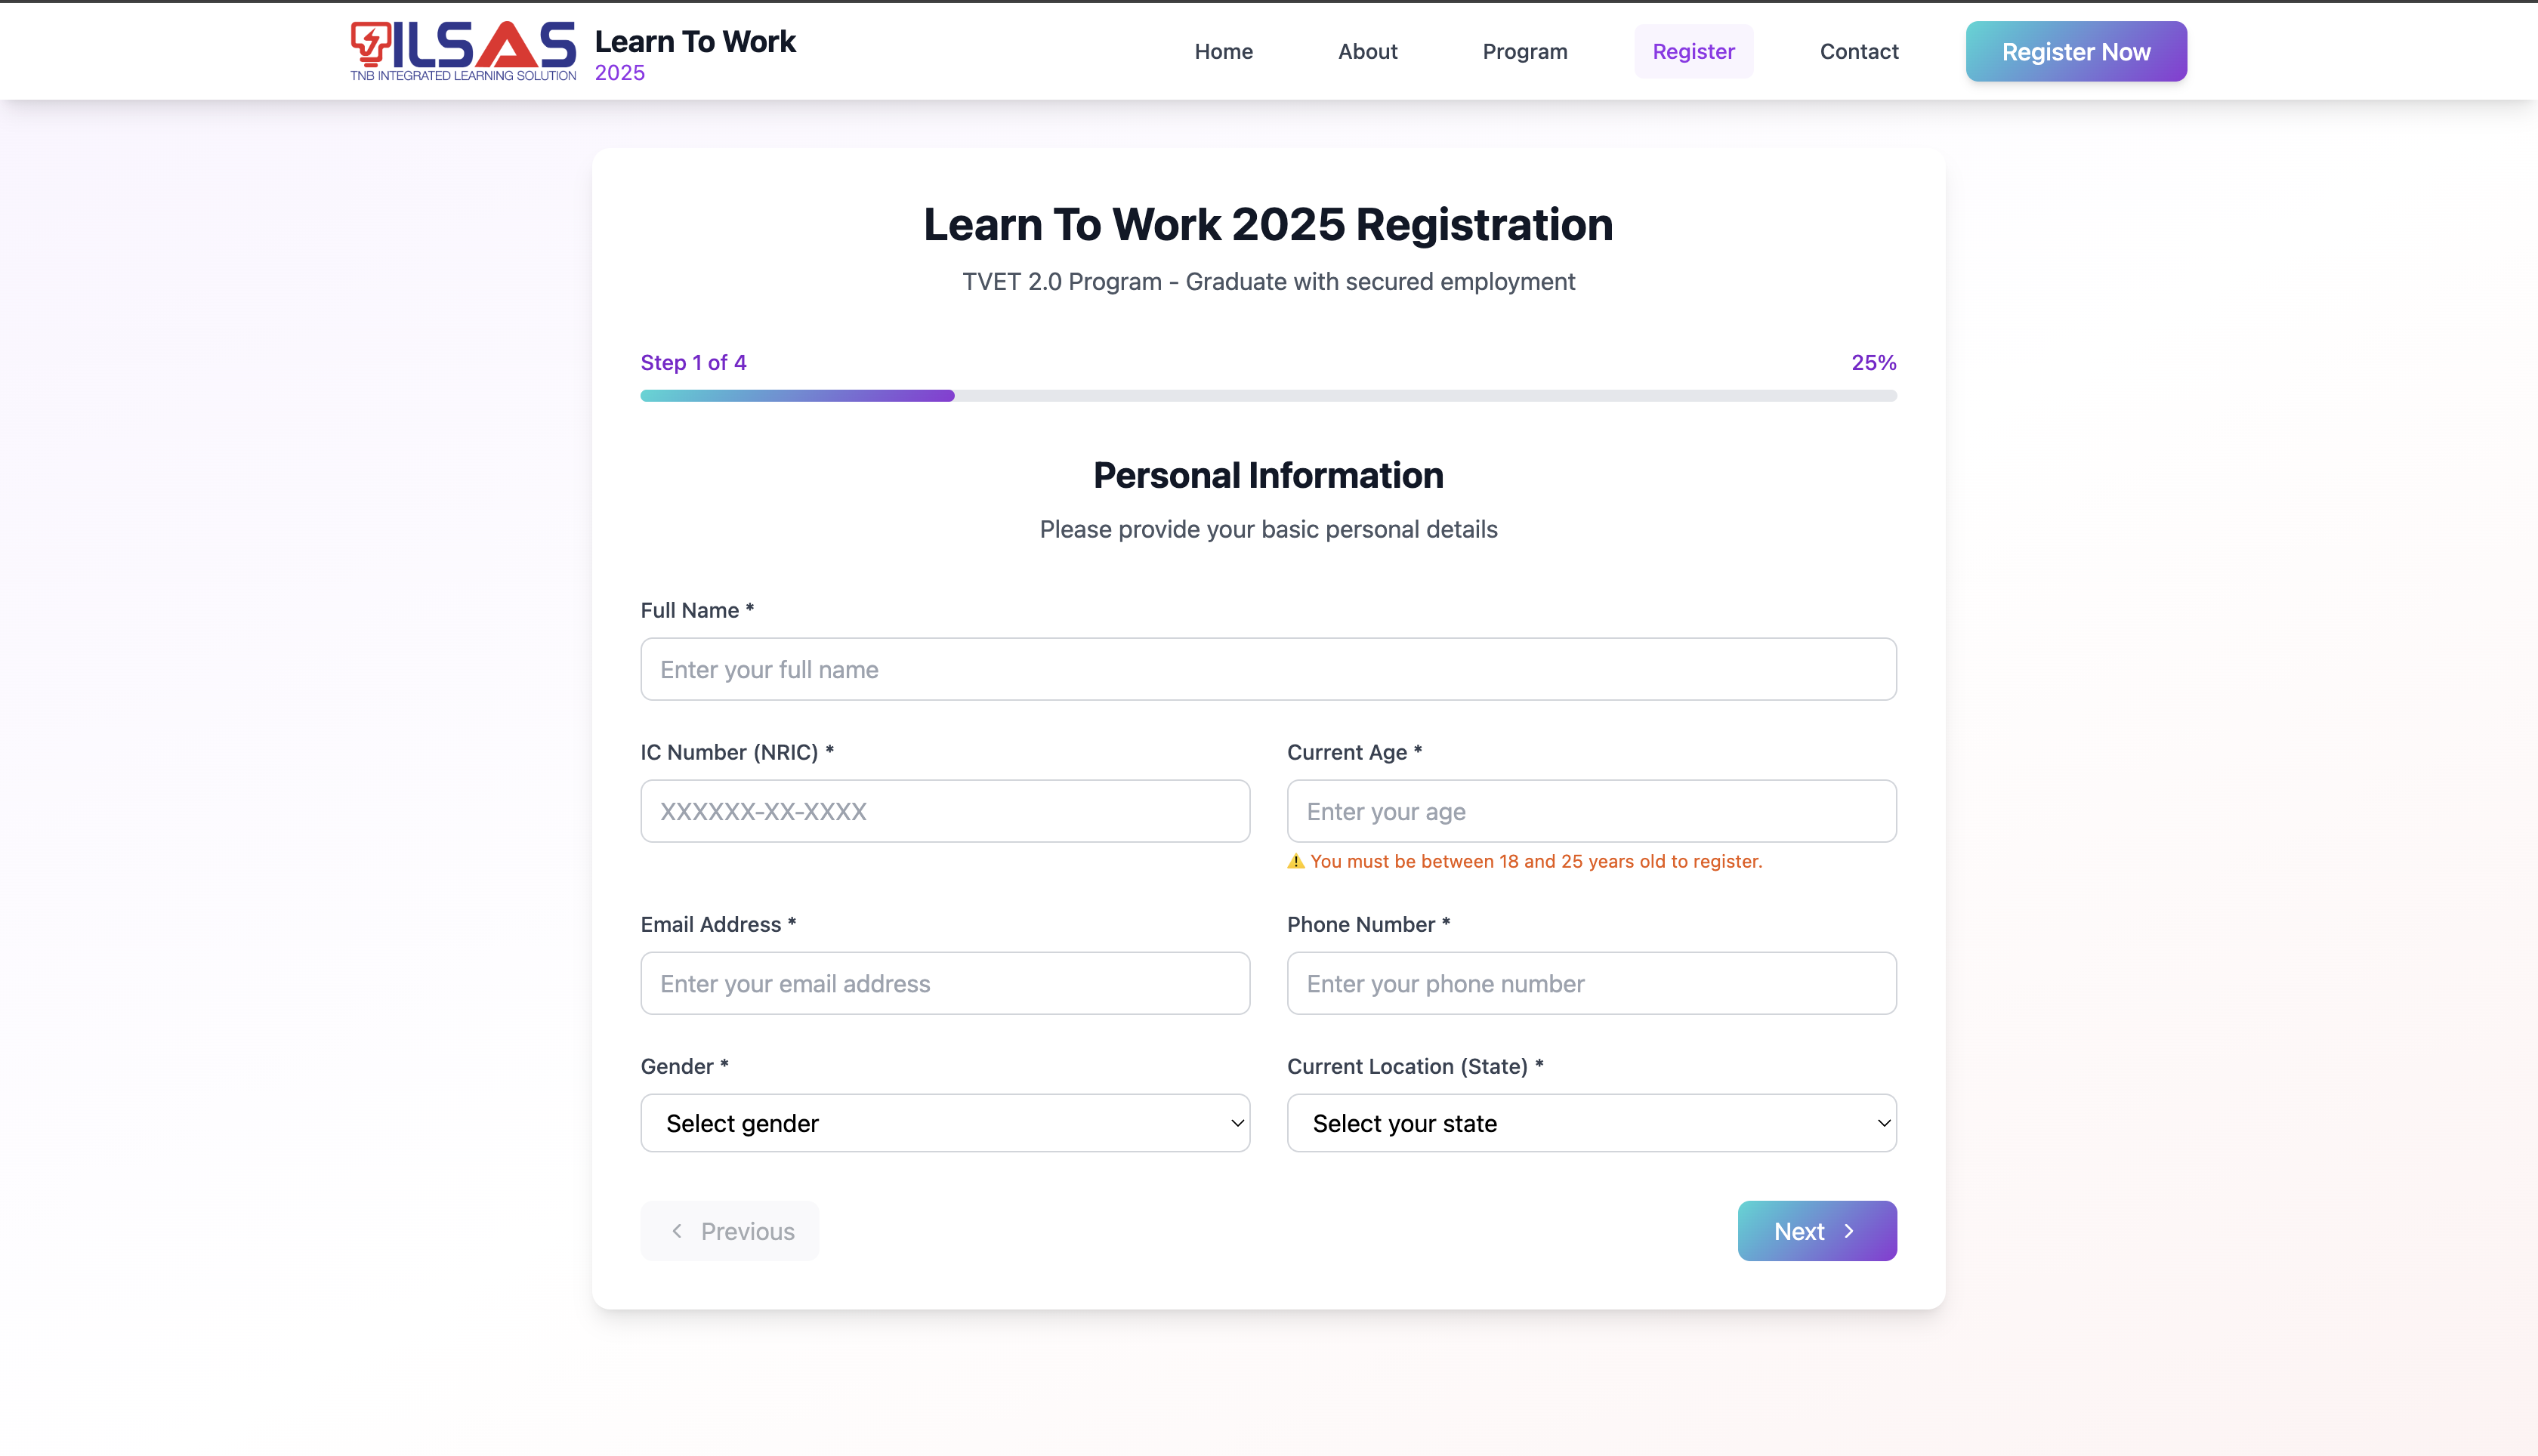 ILSAS
TNB INTEGRATED LEARNING SOLUTION
Learn To Work
2025
Home
About
Program
Register
Contact
Register Now
Learn To Work 2025 Registration
TVET 2.0 Program - Graduate with secured employment
Step 1 of 4
25%
Personal Information
Please provide your basic personal details
Full Name *
Enter your full name
IC Number (NRIC) *
XXXXXX-XX-XXXX
Current Age *
Enter your age
⚠️ You must be between 18 and 25 years old to register.
Email Address *
Enter your email address
Phone Number *
Enter your phone number
Gender *
Select gender
Current Location (State) *
Select your state
Previous
Next